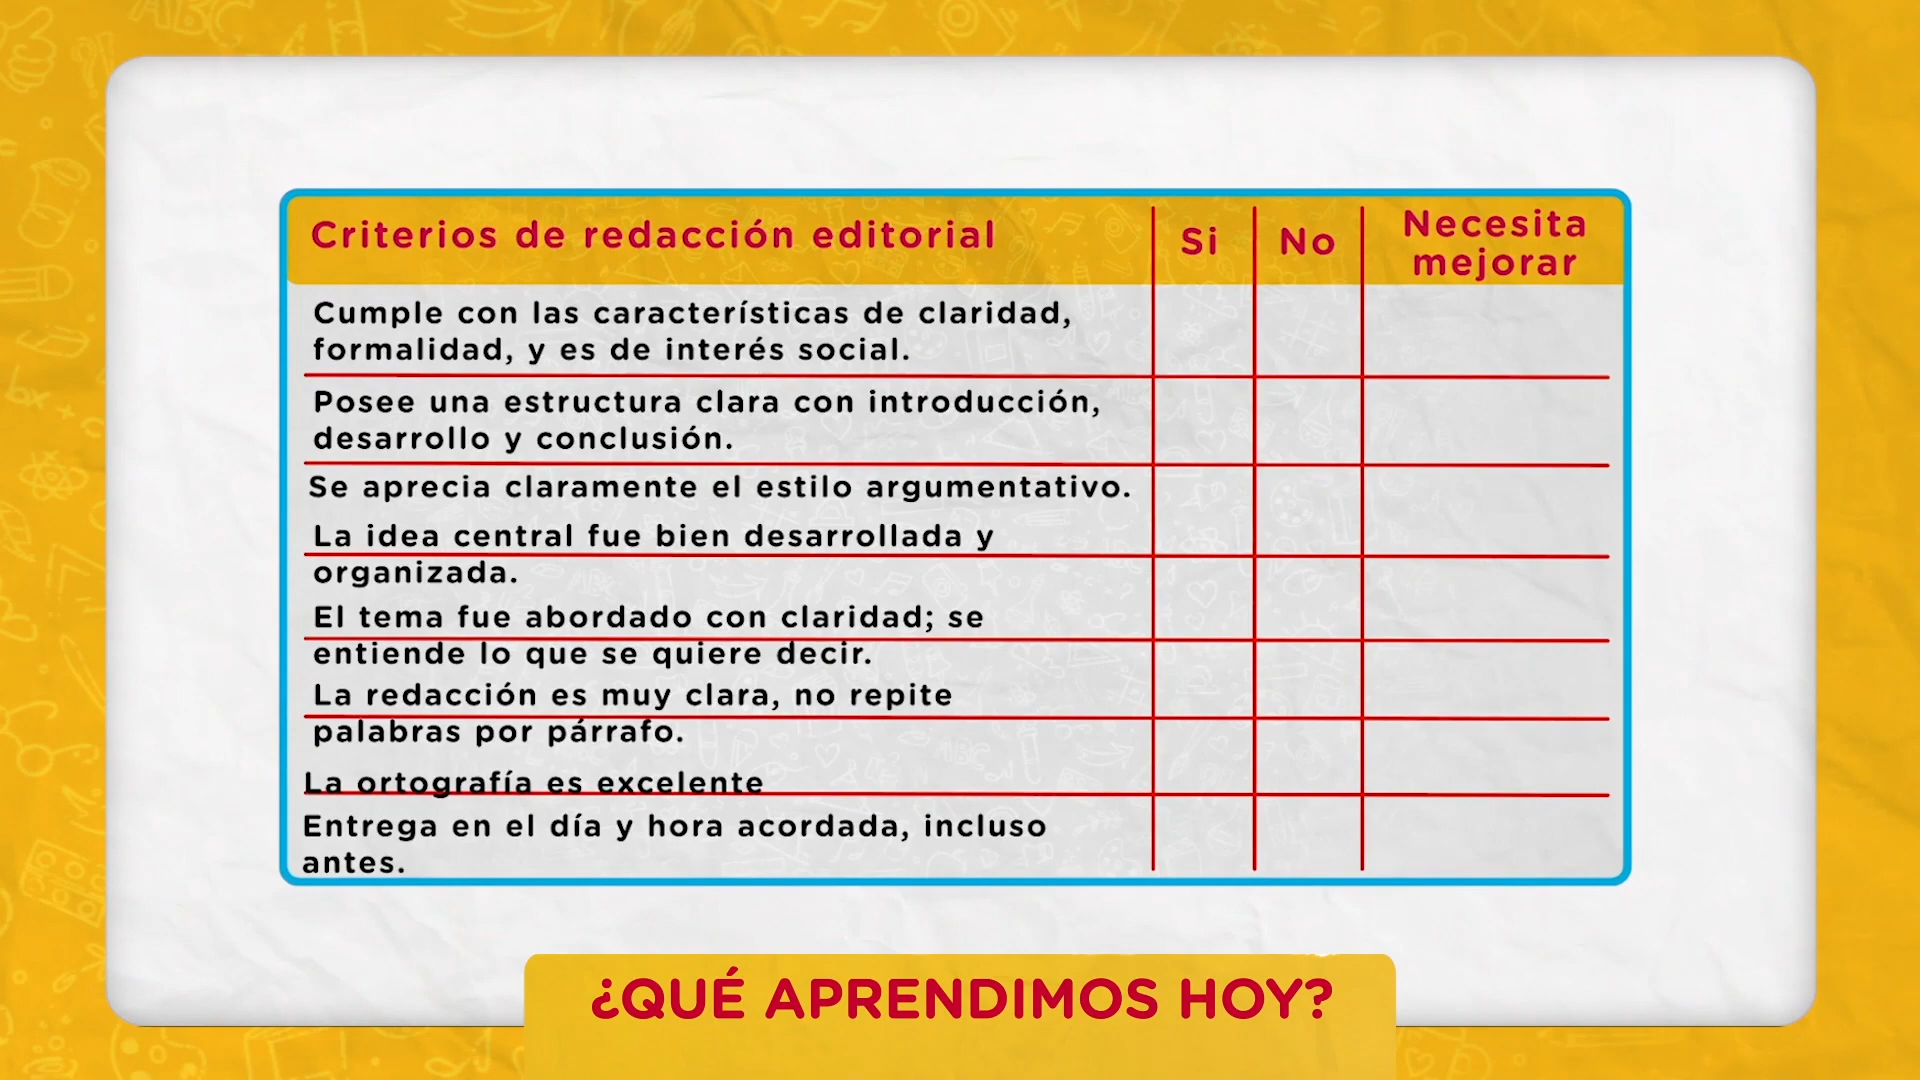 Criterios de redacción editorial
Si
No
Necesita
mejorar
Cumple con las características de claridad,
formalidad, y es de interés social.
Posee una estructura clara con introducción,
desarrollo y conclusión.
Se aprecia claramente el estilo argumentativo.
La idea central fue bien desarrollada y
organizada.
El tema fue abordado con claridad; se
entiende lo que se quiere decir.
La redacción es muy clara, no repite
palabras por párrafo.
La ortografía es excelente
Entrega en el día y hora acordada, incluso
antes.
¿QUÉ APRENDIMOS HOY?